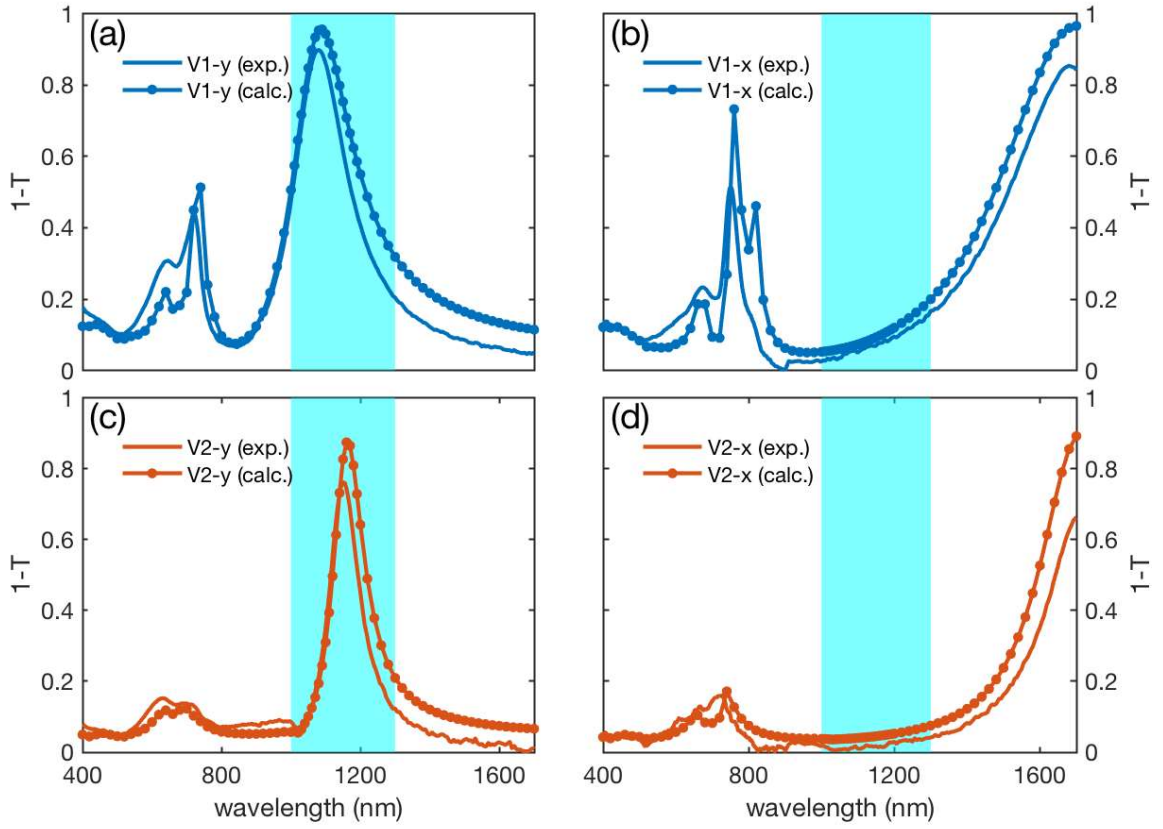 (a)
V1-y (exp.)
V1-y (calc.)
1
0.8
0.6
0.4
0.2
0
1-T
(b)
V1-x (exp.)
V1-x (calc.)
1
0.8
0.6
0.4
0.2
0
1-T
(c)
V2-y (exp.)
V2-y (calc.)
1
0.8
0.6
0.4
0.2
0
1-T
400 800 1200 1600
wavelength (nm)
(d)
V2-x (exp.)
V2-x (calc.)
1
0.8
0.6
0.4
0.2
0
1-T
400 800 1200 1600
wavelength (nm)